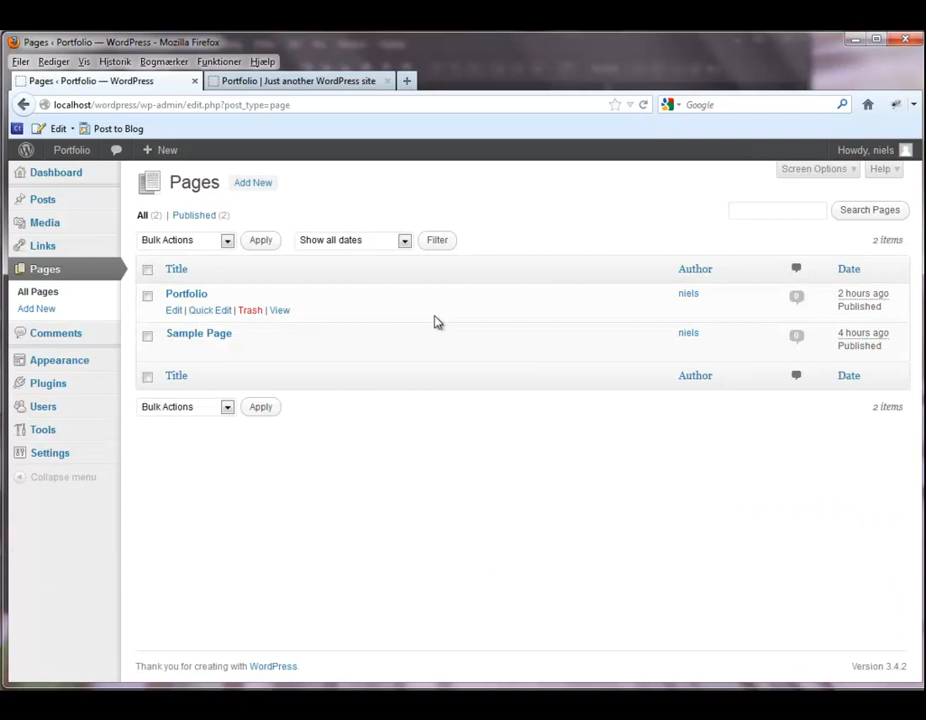 Pages ‹ Portfolio — WordPress - Mozilla Firefox
Filer Rediger Vis Historik Bogmærker Funktioner Hjælp
Pages ‹ Portfolio — WordPress × Portfolio | Just another WordPress site × +
localhost/wordpress/wp-admin/edit.php?post_type=page Google
Edit Post to Blog
Portfolio + New Howdy, niels
Dashboard
Posts
Media
Links
Pages
All Pages
Add New
Comments
Appearance
Plugins
Users
Tools
Settings
Collapse menu
Screen Options Help
Pages Add New
All (2) | Published (2) Search Pages
Bulk Actions Apply Show all dates Filter 2 items
Title Author Date
Portfolio niels 0 2 hours ago
Edit | Quick Edit | Trash | View Published
Sample Page niels 0 4 hours ago
Published
Title Author Date
Bulk Actions Apply 2 items
Thank you for creating with WordPress. Version 3.4.2